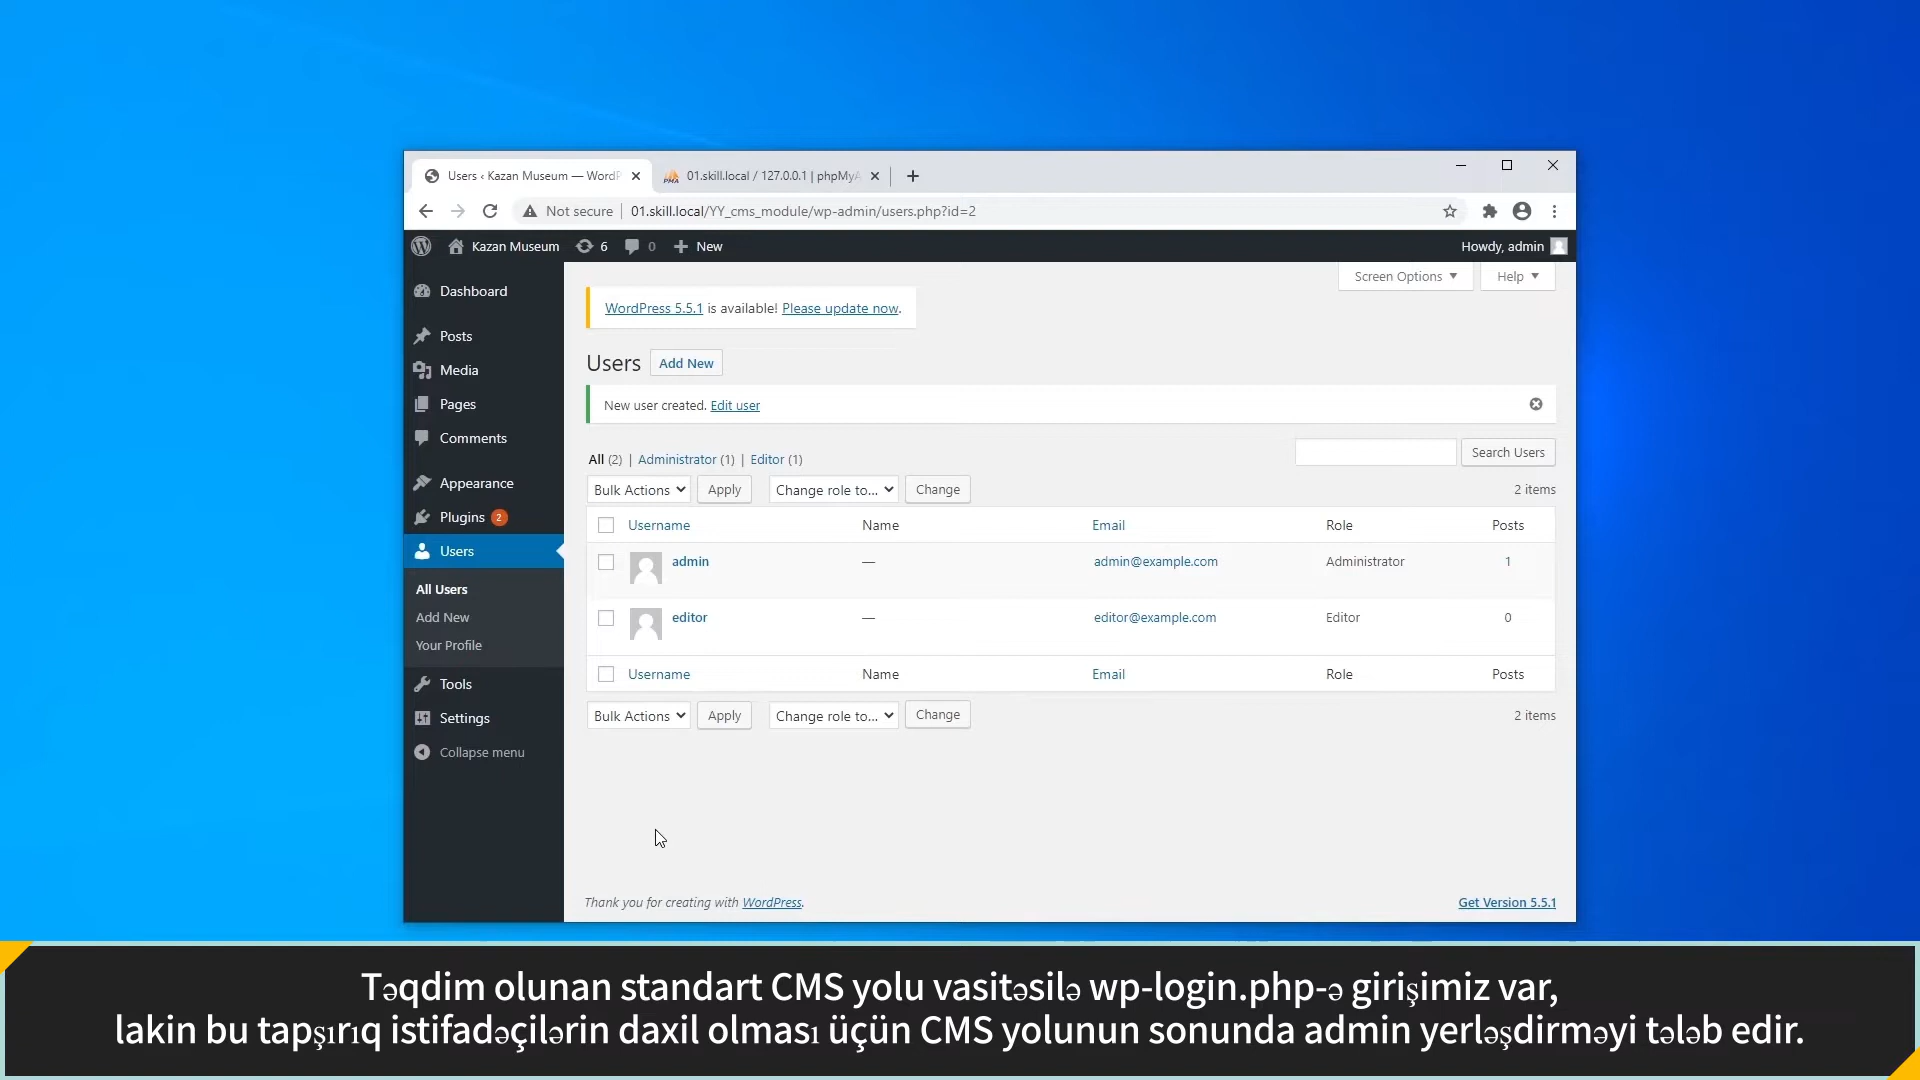 Users ‹ Kazan Museum — WordP
01.skill.local / 127.0.0.1 | phpMyA
Not secure
01.skill.local/YY_cms_module/wp-admin/users.php?id=2
Kazan Museum
6
0
New
Howdy, admin
Dashboard
Posts
Media
Pages
Comments
Appearance
Plugins 2
Users
All Users
Add New
Your Profile
Tools
Settings
Collapse menu
Screen Options
Help
WordPress 5.5.1 is available! Please update now.
Users
Add New
New user created. Edit user
All (2) | Administrator (1) | Editor (1)
Search Users
Bulk Actions
Apply
Change role to...
Change
2 items
Username Name Email Role Posts
admin — admin@example.com Administrator 1
editor — editor@example.com Editor 0
Username Name Email Role Posts
Bulk Actions
Apply
Change role to...
Change
2 items
Thank you for creating with WordPress.
Get Version 5.5.1
Təqdim olunan standart CMS yolu vasitəsilə wp-login.php-ə girişimiz var,
lakin bu tapşırıq istifadəçilərin daxil olması üçün CMS yolunun sonunda admin yerləşdirməyi tələb edir.